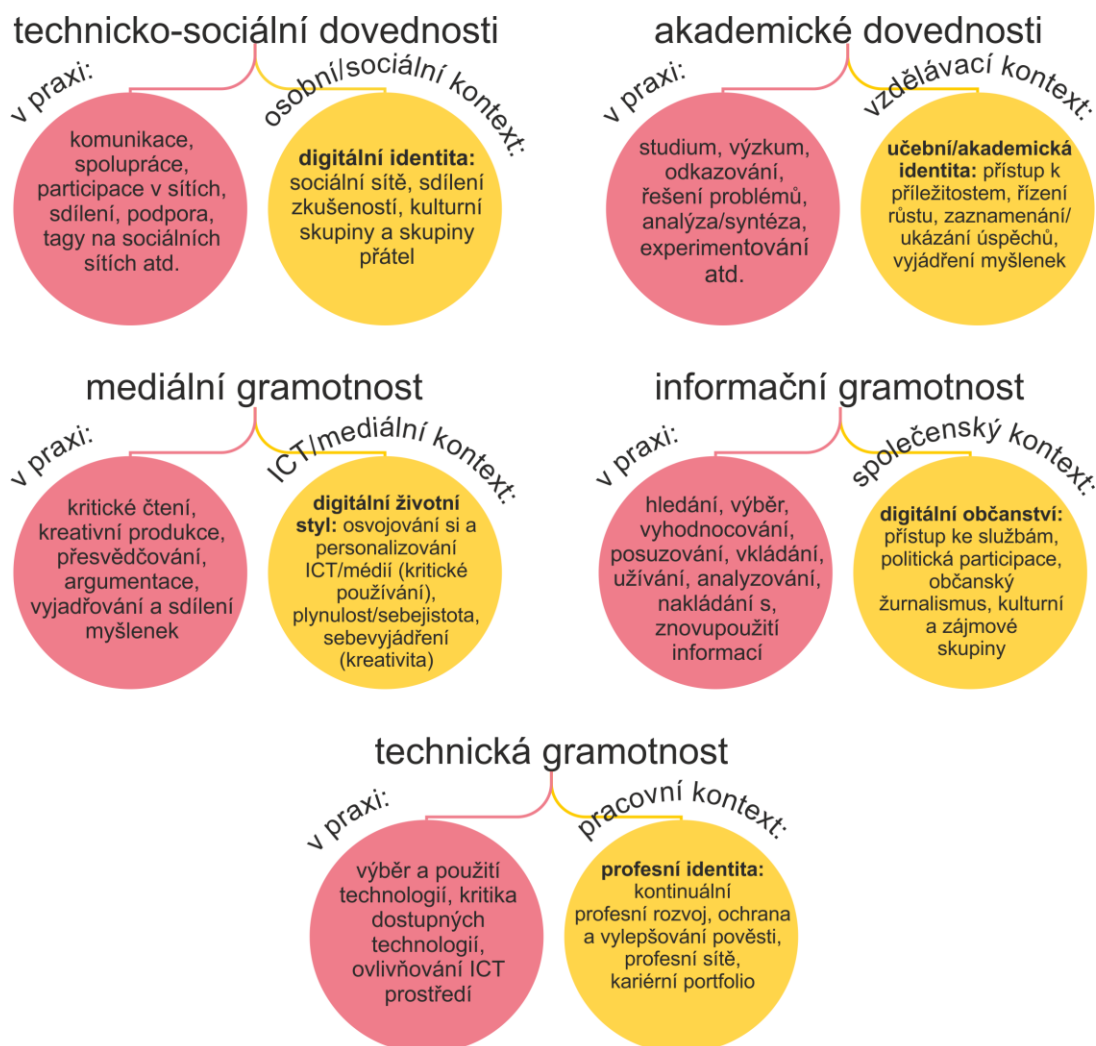 technicko-sociální dovednosti
v praxi:
komunikace,
spolupráce,
participace v sítích,
sdílení, podpora,
tagy na sociálních
sítích atd.
osobní/sociální kontext:
digitální identita:
sociální sítě, sdílení
zkušeností, kulturní
skupiny a skupiny
přátel
akademické dovednosti
v praxi:
studium, výzkum,
odkazování,
řešení problémů,
analýza/syntéza,
experimentování
atd.
vzdělávací kontext:
učební/akademická
identita: přístup k
příležitostem, řízení
růstu, zaznamenání/
ukázání úspěchů,
vyjádření myšlenek
mediální gramotnost
v praxi:
kritické čtení,
kreativní produkce,
přesvědčování,
argumentace,
vyjadřování a sdílení
myšlenek
ICT/mediální kontext:
digitální životní
styl: osvojování si a
personalizování
ICT/médií (kritické
používání),
plynulost/sebejistota,
sebevyjádření
(kreativita)
informační gramotnost
v praxi:
hledání, výběr,
vyhodnocování,
posuzování, vkládání,
užívání, analyzování,
nakládání s,
znovupoužití
informací
společenský kontext:
digitální občanství:
přístup ke službám,
politická participace,
občanský
žurnalismus, kulturní
a zájmové
skupiny
technická gramotnost
v praxi:
výběr a použití
technologií, kritika
dostupných
technologií,
ovlivňování ICT
prostředí
pracovní kontext:
profesní identita:
kontinuální
profesní rozvoj, ochrana
a vylepšování pověsti,
profesní sítě,
kariérní portfolio